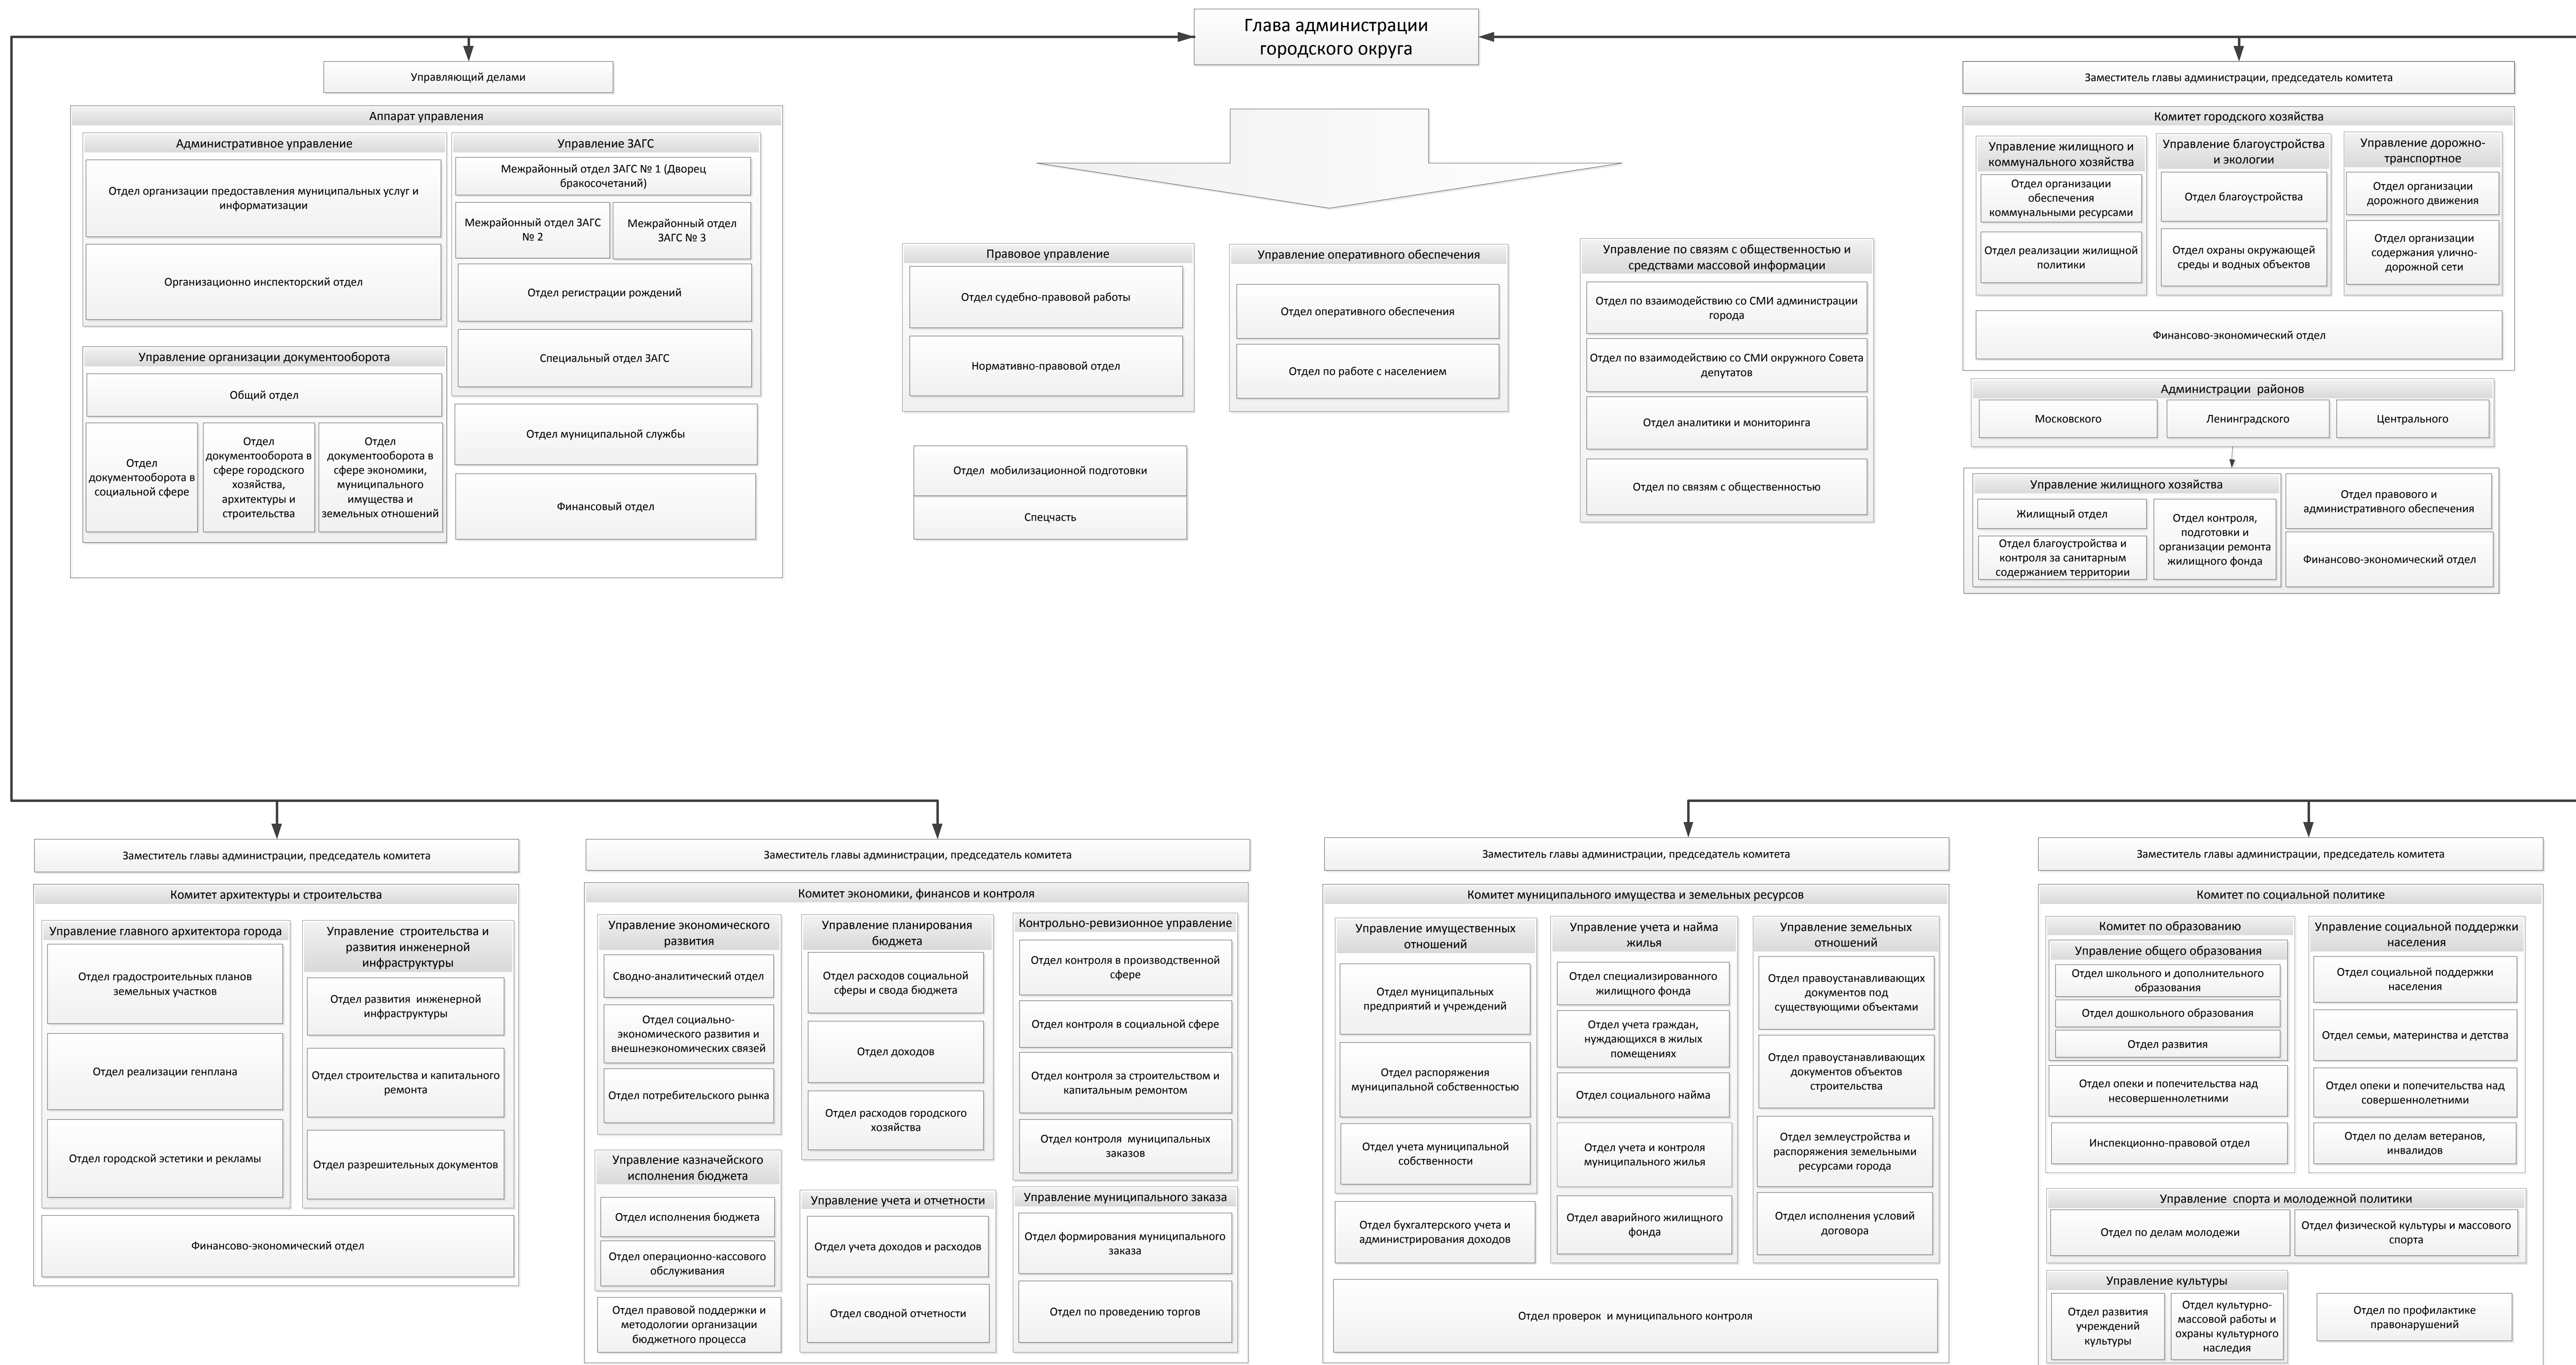 Глава администрации
городского округа
Управляющий делами
Аппарат управления
Административное управление
Отдел организации предоставления муниципальных услуг и
информатизации
Организационно инспекторский отдел
Управление ЗАГС
Межрайонный отдел ЗАГС № 1 (Дворец
бракосочетаний)
Межрайонный отдел ЗАГС
№ 2
Межрайонный отдел
ЗАГС № 3
Отдел регистрации рождений
Специальный отдел ЗАГС
Управление организации документооборота
Общий отдел
Отдел
документооборота в
социальной сфере
Отдел
документооборота в
сфере городского
хозяйства,
архитектуры и
строительства
Отдел
документооборота в
сфере экономики,
муниципального
имущества и
земельных отношений
Отдел муниципальной службы
Финансовый отдел
Правовое управление
Отдел судебно-правовой работы
Нормативно-правовой отдел
Отдел мобилизационной подготовки
Спецчасть
Управление оперативного обеспечения
Отдел оперативного обеспечения
Отдел по работе с населением
Управление по связям с общественностью и
средствами массовой информации
Отдел по взаимодействию со СМИ администрации
города
Отдел по взаимодействию со СМИ окружного Совета
депутатов
Отдел аналитики и мониторинга
Отдел по связям с общественностью
Заместитель главы администрации, председатель комитета
Комитет городского хозяйства
Управление жилищного и
коммунального хозяйства
Отдел организации
обеспечения
коммунальными ресурсами
Отдел реализации жилищной
политики
Управление благоустройства
и экологии
Отдел благоустройства
Отдел охраны окружающей
среды и водных объектов
Управление дорожно-
транспортное
Отдел организации
дорожного движения
Отдел организации
содержания улично-
дорожной сети
Финансово-экономический отдел
Администрации районов
Московского
Ленинградского
Центрального
Управление жилищного хозяйства
Жилищный отдел
Отдел благоустройства и
контроля за санитарным
содержанием территории
Отдел контроля,
подготовки и
организации ремонта
жилищного фонда
Отдел правового и
административного обеспечения
Финансово-экономический отдел
Заместитель главы администрации, председатель комитета
Комитет архитектуры и строительства
Управление главного архитектора города
Отдел градостроительных планов
земельных участков
Отдел реализации генплана
Отдел городской эстетики и рекламы
Управление строительства и
развития инженерной
инфраструктуры
Отдел развития инженерной
инфраструктуры
Отдел строительства и капитального
ремонта
Отдел разрешительных документов
Финансово-экономический отдел
Заместитель главы администрации, председатель комитета
Комитет экономики, финансов и контроля
Управление экономического
развития
Сводно-аналитический отдел
Отдел социально-
экономического развития и
внешнеэкономических связей
Отдел потребительского рынка
Управление планирования
бюджета
Отдел расходов социальной
сферы и свода бюджета
Отдел доходов
Отдел расходов городского
хозяйства
Контрольно-ревизионное управление
Отдел контроля в производственной
сфере
Отдел контроля в социальной сфере
Отдел контроля за строительством и
капитальным ремонтом
Отдел контроля муниципальных
заказов
Управление казначейского
исполнения бюджета
Отдел исполнения бюджета
Отдел операционно-кассового
обслуживания
Отдел правовой поддержки и
методологии организации
бюджетного процесса
Управление учета и отчетности
Отдел учета доходов и расходов
Отдел сводной отчетности
Управление муниципального заказа
Отдел формирования муниципального
заказа
Отдел по проведению торгов
Заместитель главы администрации, председатель комитета
Комитет муниципального имущества и земельных ресурсов
Управление имущественных
отношений
Отдел муниципальных
предприятий и учреждений
Отдел распоряжения
муниципальной собственностью
Отдел учета муниципальной
собственности
Отдел бухгалтерского учета и
администрирования доходов
Управление учета и найма
жилья
Отдел специализированного
жилищного фонда
Отдел учета граждан,
нуждающихся в жилых
помещениях
Отдел социального найма
Отдел учета и контроля
муниципального жилья
Отдел аварийного жилищного
фонда
Управление земельных
отношений
Отдел правоустанавливающих
документов под
существующими объектами
Отдел правоустанавливающих
документов объектов
строительства
Отдел землеустройства и
распоряжения земельными
ресурсами города
Отдел исполнения условий
договора
Отдел проверок и муниципального контроля
Заместитель главы администрации, председатель комитета
Комитет по социальной политике
Комитет по образованию
Управление общего образования
Отдел школьного и дополнительного
образования
Отдел дошкольного образования
Отдел развития
Отдел опеки и попечительства над
несовершеннолетними
Инспекционно-правовой отдел
Управление социальной поддержки
населения
Отдел социальной поддержки
населения
Отдел семьи, материнства и детства
Отдел опеки и попечительства над
совершеннолетними
Отдел по делам ветеранов,
инвалидов
Управление спорта и молодежной политики
Отдел по делам молодежи
Отдел физической культуры и массового
спорта
Управление культуры
Отдел развития
учреждений
культуры
Отдел культурно-
массовой работы и
охраны культурного
наследия
Отдел по профилактике
правонарушений